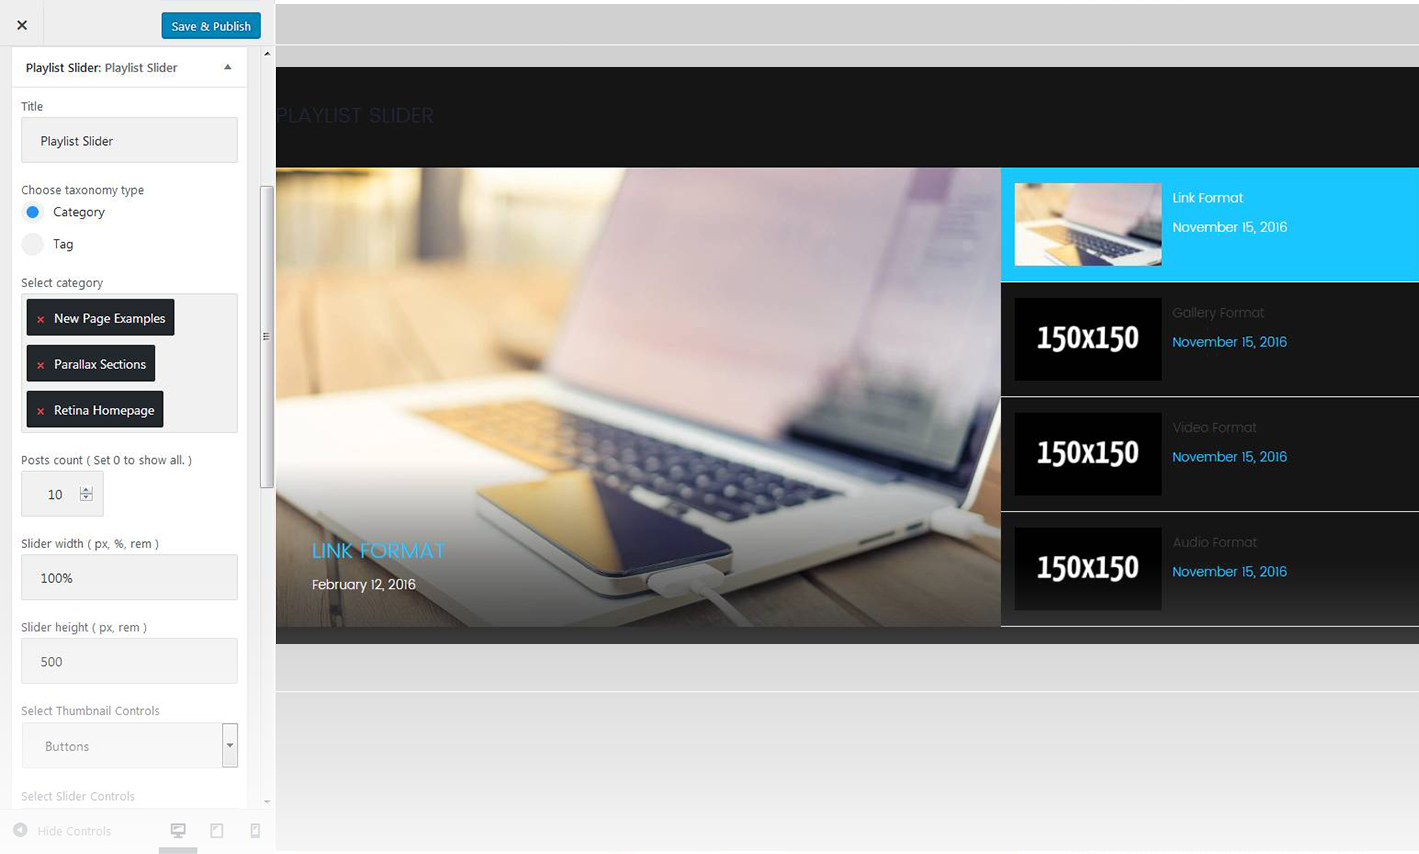 Save & Publish
Playlist Slider: Playlist Slider
Title
Playlist Slider
Choose taxonomy type
Category
Tag
Select category
× New Page Examples
× Parallax Sections
× Retina Homepage
Posts count ( Set 0 to show all. )
10
Slider width ( px, %, rem )
100%
Slider height ( px, rem )
500
Select Thumbnail Controls
Buttons
Select Slider Controls
Hide Controls
PLAYLIST SLIDER
LINK FORMAT
February 12, 2016
Link Format
November 15, 2016
150x150
Gallery Format
November 15, 2016
150x150
Video Format
November 15, 2016
150x150
Audio Format
November 15, 2016